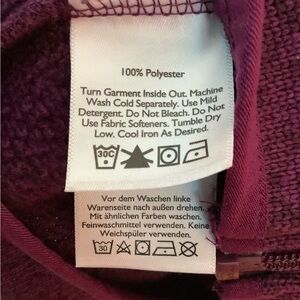 100% Polyester
Turn Garment Inside Out. Machine
Wash Cold Separately. Use Mild
Detergent. Do Not Bleach. Do Not
Use Fabric Softeners. Tumble Dry
Low. Cool Iron As Desired.
30C
Vor dem Waschen linke
Warenseite nach außen drehen.
Mit ähnlichen Farben waschen.
Feinwaschmittel verwenden. Keine
Weichspüler verwenden.
30